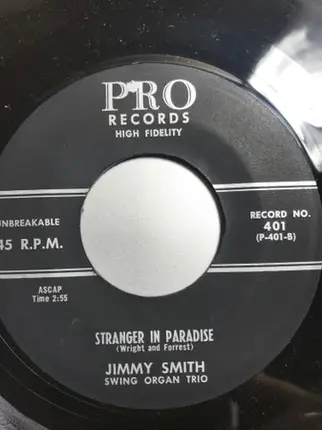 PRO
RECORDS
HIGH FIDELITY
UNBREAKABLE
45 R.P.M.
RECORD NO.
401
(P-401-B)
ASCAP
Time 2:55
STRANGER IN PARADISE
(Wright and Forrest)
JIMMY SMITH
SWING ORGAN TRIO